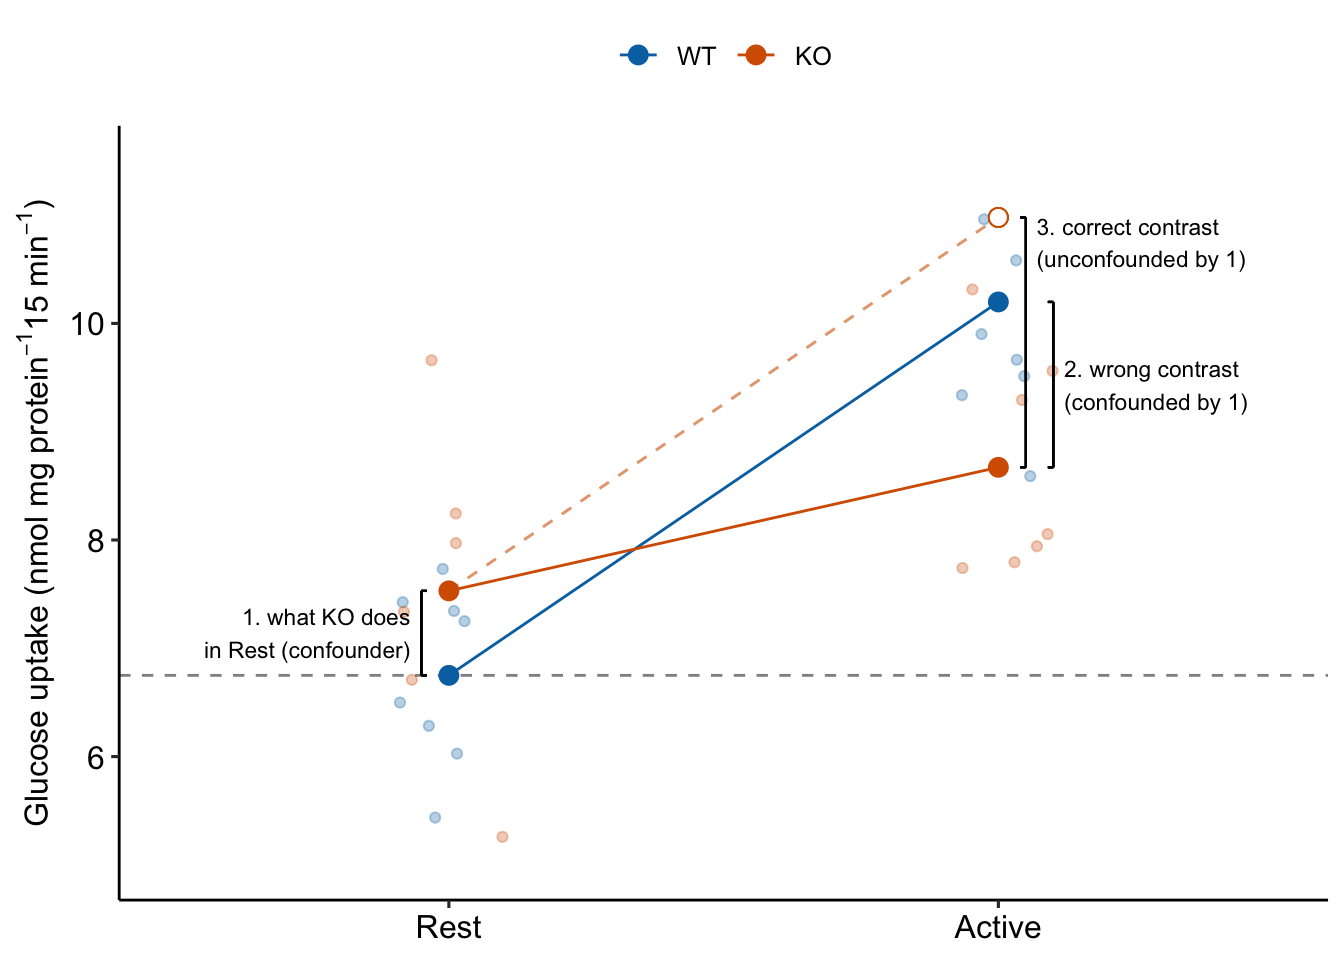 WT KO
Glucose uptake (nmol mg protein⁻¹15 min⁻¹)
10
8
6
3. correct contrast
(unconfounded by 1)
2. wrong contrast
(confounded by 1)
1. what KO does
in Rest (confounder)
Rest Active